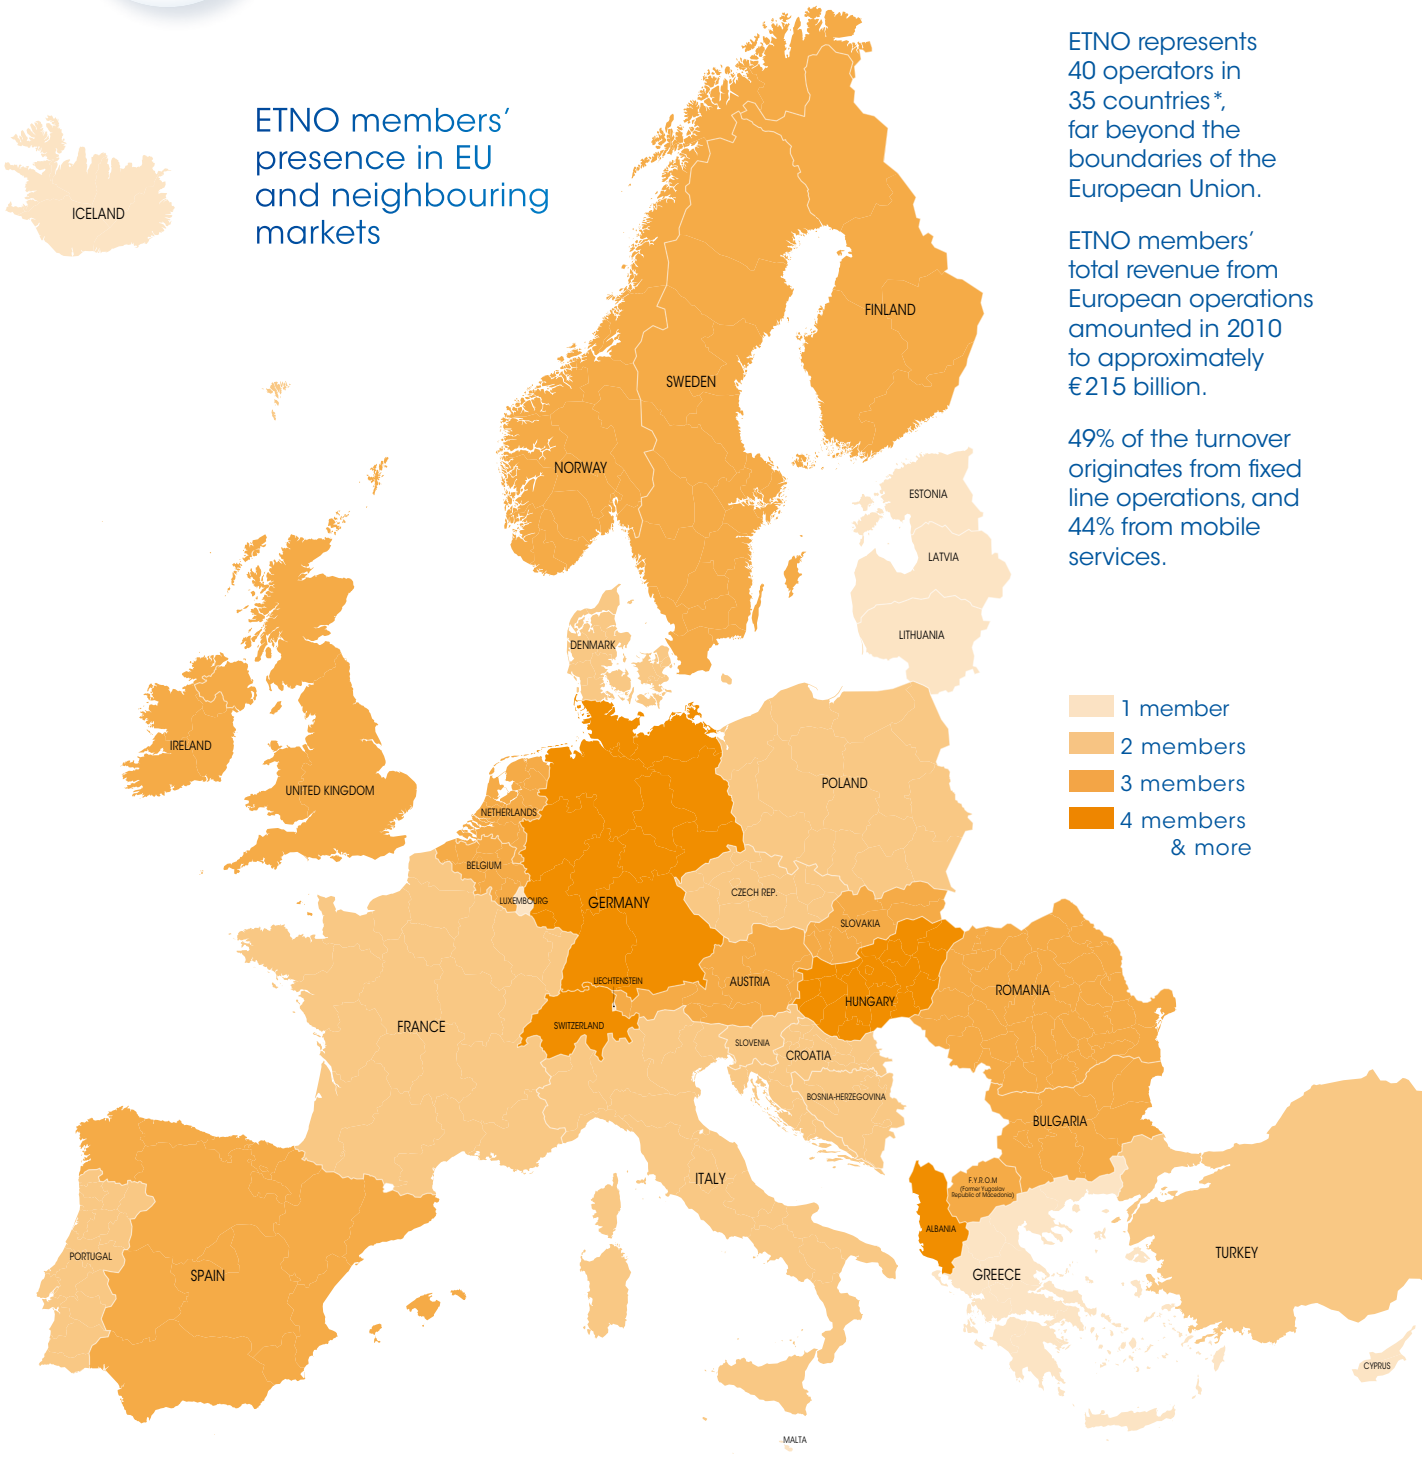 ETNO members’
presence in EU
and neighbouring
markets
ETNO represents
40 operators in
35 countries*,
far beyond the
boundaries of the
European Union.
ETNO members’
total revenue from
European operations
amounted in 2010
to approximately
€215 billion.
49% of the turnover
originates from fixed
line operations, and
44% from mobile
services.
1 member
2 members
3 members
4 members
& more
ICELAND
FINLAND
SWEDEN
NORWAY
ESTONIA
LATVIA
LITHUANIA
DENMARK
IRELAND
UNITED KINGDOM
NETHERLANDS
POLAND
BELGIUM
LUXEMBOURG
GERMANY
CZECH REP.
SLOVAKIA
LIECHTENSTEIN
AUSTRIA
HUNGARY
ROMANIA
FRANCE
SWITZERLAND
SLOVENIA
CROATIA
BOSNIA-HERZEGOVINA
BULGARIA
ITALY
F.Y.R.O.M
(Former Yugoslav
Republic of Macedonia)
ALBANIA
PORTUGAL
SPAIN
GREECE
TURKEY
CYPRUS
MALTA